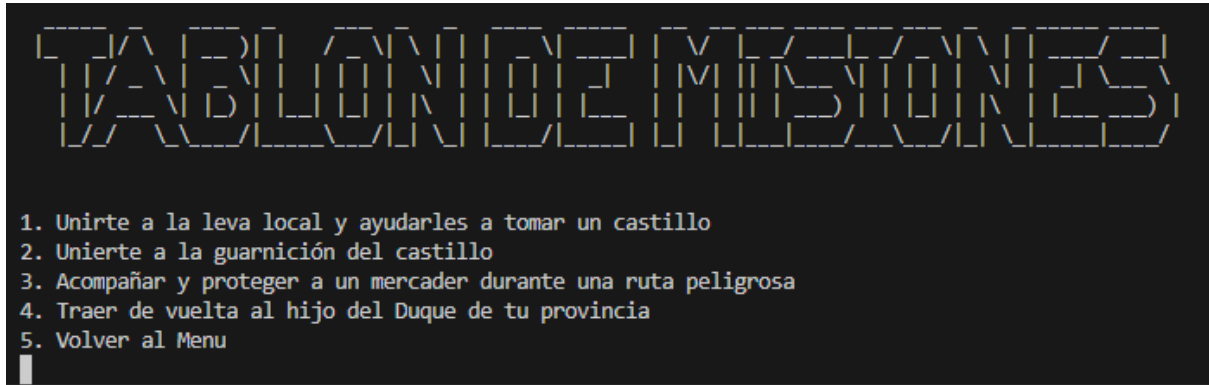 TABLON DE MISIONES
1. Unirte a la leva local y ayudarles a tomar un castillo
2. Unierte a la guarnición del castillo
3. Acompañar y proteger a un mercader durante una ruta peligrosa
4. Traer de vuelta al hijo del Duque de tu provincia
5. Volver al Menu